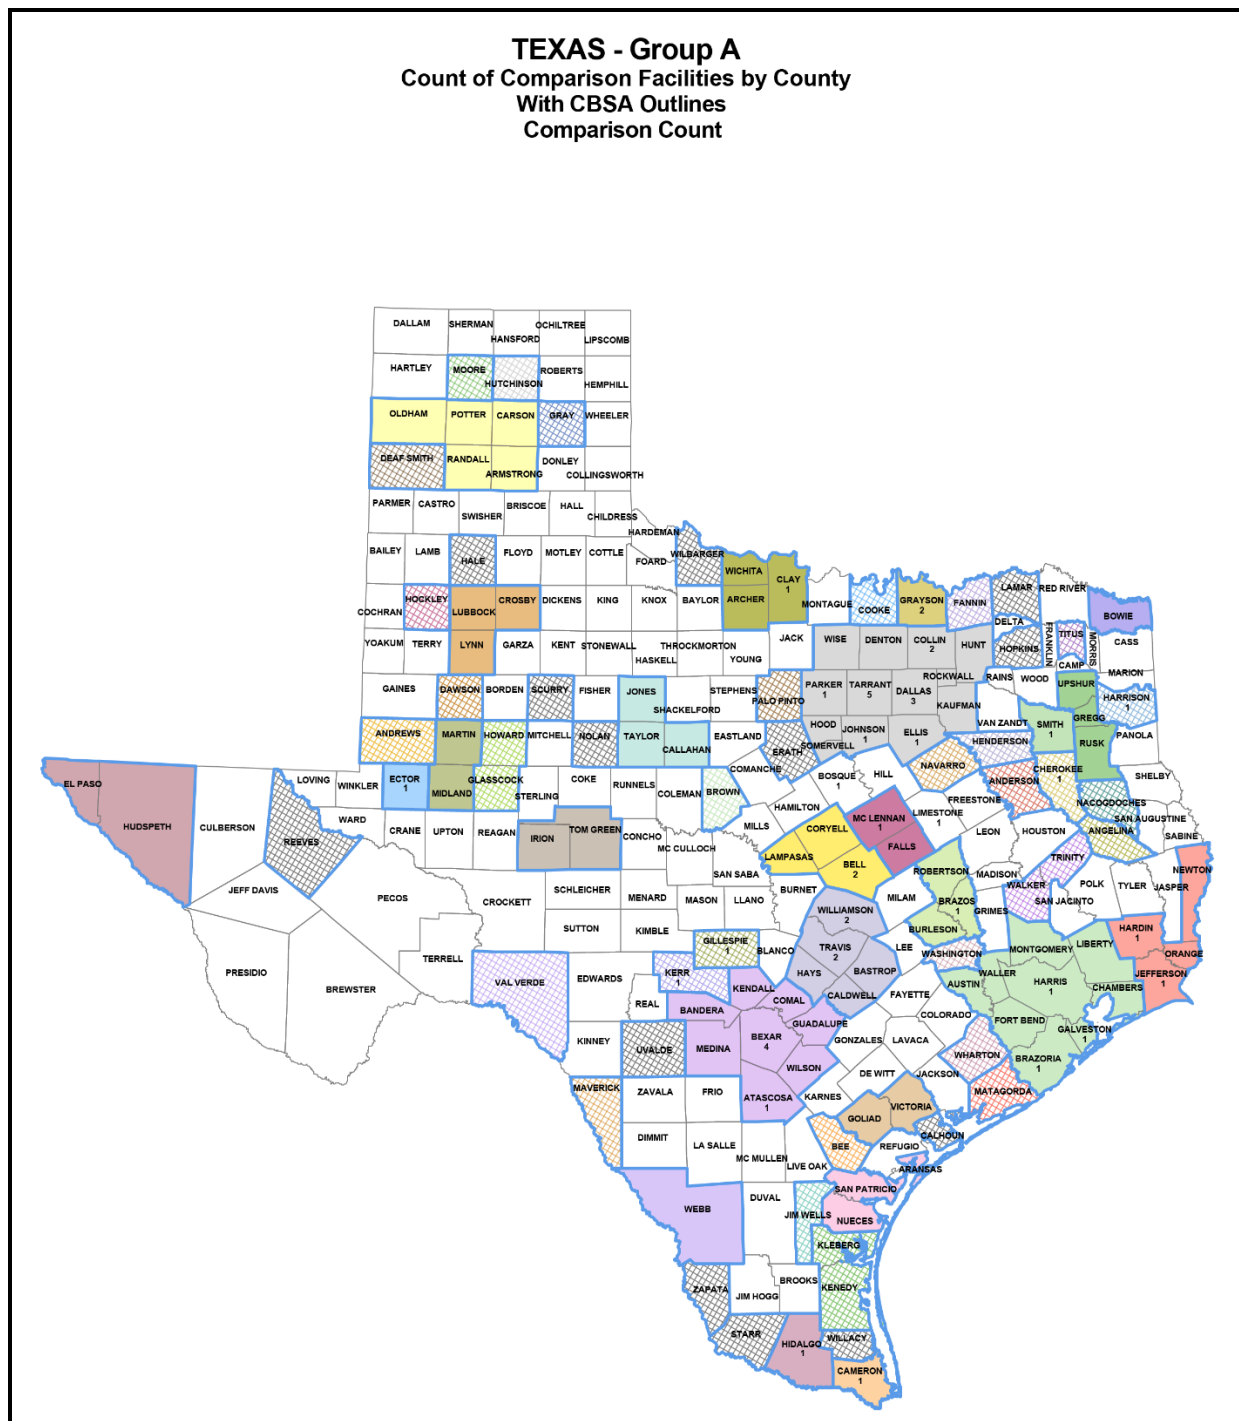 TEXAS - Group A
Count of Comparison Facilities by County
With CBSA Outlines
Comparison Count
DALLAM
SHERMAN
HANSFORD
OCHILTREE
LIPSCOMB
HARTLEY
MOORE
HUTCHINSON
ROBERTS
HEMPHILL
OLDHAM
POTTER
CARSON
GRAY
WHEELER
DEAF SMITH
RANDALL
ARMSTRONG
DONLEY
COLLINGSWORTH
PARMER
CASTRO
SWISHER
BRISCOE
HALL
CHILDRESS
HARDEMAN
BAILEY
LAMB
HALE
FLOYD
MOTLEY
COTTLE
FOARD
WILBARGER
WICHITA
CLAY
1
COCHRAN
HOCKLEY
LUBBOCK
CROSBY
DICKENS
KING
KNOX
BAYLOR
ARCHER
MONTAGUE
COOKE
GRAYSON
2
FANNIN
LAMAR
RED RIVER
BOWIE
DELTA
YOAKUM
TERRY
LYNN
GARZA
KENT
STONEWALL
HASKELL
THROCKMORTON
YOUNG
JACK
WISE
DENTON
COLLIN
2
HUNT
HOPKINS
FRANKLIN
TITUS
MORRIS
CASS
CAMP
MARION
GAINES
DAWSON
BORDEN
SCURRY
FISHER
JONES
SHACKELFORD
STEPHENS
PALO PINTO
PARKER
1
TARRANT
5
DALLAS
3
ROCKWALL
KAUFMAN
RAINS
WOOD
UPSHUR
HARRISON
1
GREGG
ANDREWS
MARTIN
HOWARD
MITCHELL
NOLAN
TAYLOR
CALLAHAN
EASTLAND
ERATH
HOOD
SOMERVELL
JOHNSON
1
ELLIS
1
VAN ZANDT
SMITH
1
RUSK
PANOLA
HENDERSON
EL PASO
HUDSPETH
CULBERSON
LOVING
WINKLER
ECTOR
1
MIDLAND
GLASSCOCK
STERLING
COKE
RUNNELS
COLEMAN
BROWN
COMANCHE
BOSQUE
1
HILL
NAVARRO
ANDERSON
CHEROKEE
1
NACOGDOCHES
SHELBY
REEVES
WARD
CRANE
UPTON
REAGAN
IRION
TOM GREEN
CONCHO
MC CULLOCH
MILLS
HAMILTON
CORYELL
MC LENNAN
1
LIMESTONE
1
FREESTONE
LEON
HOUSTON
ANGELINA
SAN AUGUSTINE
SABINE
JEFF DAVIS
PECOS
CROCKETT
SCHLEICHER
MENARD
SAN SABA
MASON
LLANO
LAMPASAS
BURNET
BELL
2
FALLS
MILAM
ROBERTSON
MADISON
WALKER
TRINITY
SAN JACINTO
POLK
TYLER
JASPER
NEWTON
PRESIDIO
BREWSTER
TERRELL
SUTTON
KIMBLE
GILLESPIE
1
BLANCO
WILLIAMSON
2
TRAVIS
2
HAYS
BASTROP
LEE
BURLESON
BRAZOS
1
GRIMES
WASHINGTON
MONTGOMERY
LIBERTY
HARDIN
1
ORANGE
JEFFERSON
1
VAL VERDE
EDWARDS
REAL
KERR
1
KENDALL
COMAL
CALDWELL
FAYETTE
AUSTIN
WALLER
HARRIS
1
CHAMBERS
KINNEY
UVALDE
BANDERA
MEDINA
BEXAR
4
GUADALUPE
WILSON
GONZALES
LAVACA
COLORADO
FORT BEND
GALVESTON
1
BRAZORIA
1
WHARTON
MAVERICK
ZAVALA
FRIO
ATASCOSA
1
KARNES
DE WITT
JACKSON
MATAGORDA
DIMMIT
LA SALLE
MC MULLEN
LIVE OAK
BEE
GOLIAD
VICTORIA
CALHOUN
REFUGIO
ARANSAS
WEBB
DUVAL
JIM WELLS
SAN PATRICIO
NUECES
KLEBERG
ZAPATA
JIM HOGG
BROOKS
KENEDY
STARR
HIDALGO
1
WILLACY
CAMERON
1